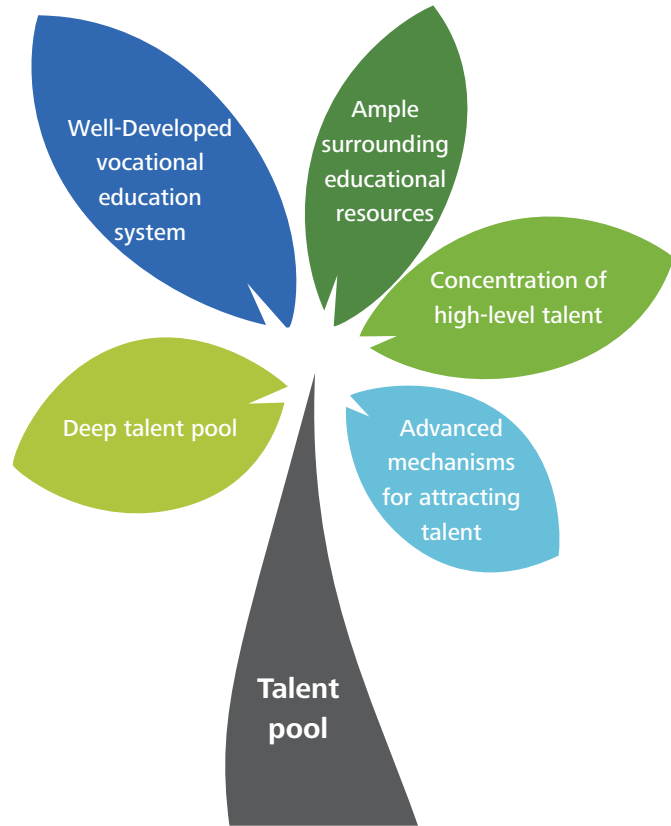 Well-Developed
vocational
education
system
Ample
surrounding
educational
resources
Concentration of
high-level talent
Deep talent pool
Advanced
mechanisms
for attracting
talent
Talent
pool